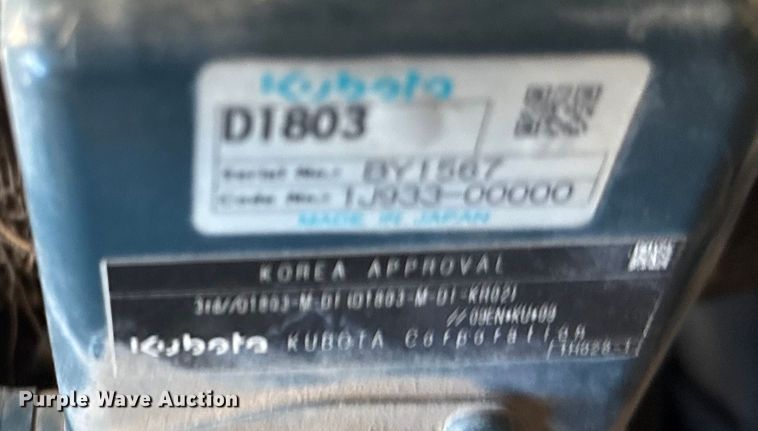 Kubota
D1803
Serial No.: BY1567
Code No.: 1J933-00000
MADE IN JAPAN
KOREA APPROVAL
Kubota KUBOTA Corporation
Purple Wave Auction